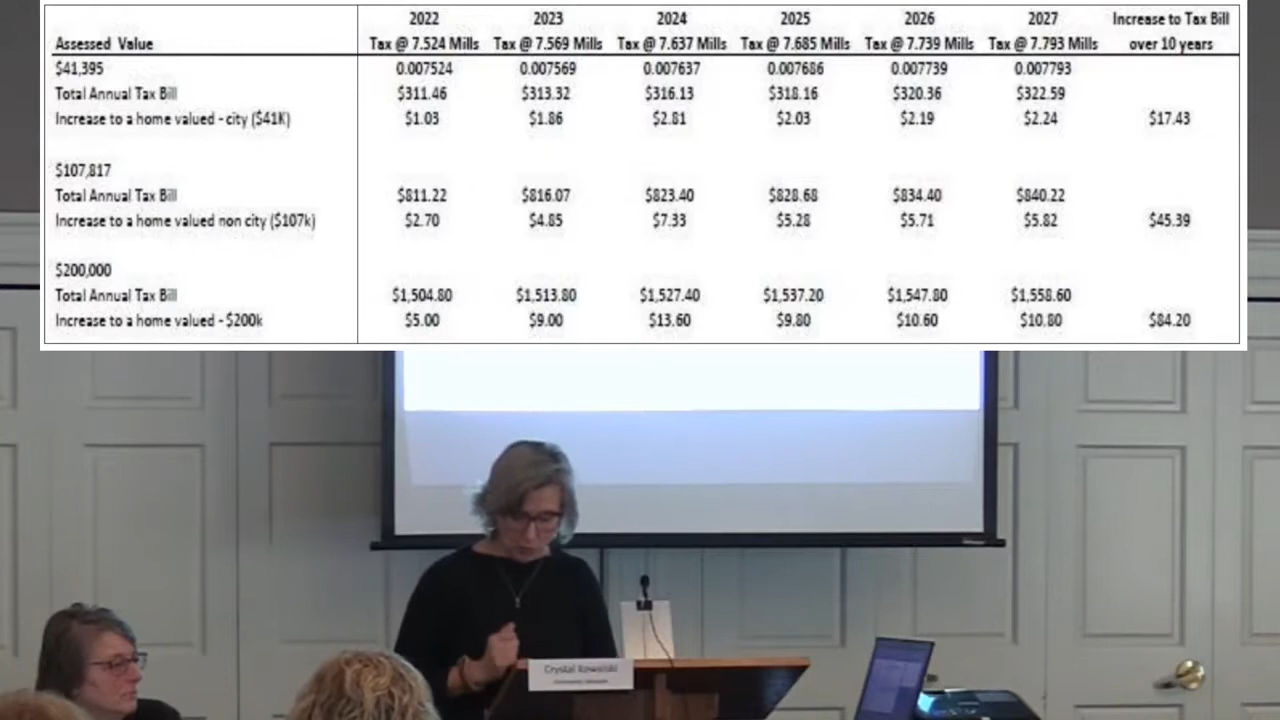 2022 2023 2024 2025 2026 2027 Increase to Tax Bill
Assessed Value Tax @ 7.524 Mills Tax @ 7.569 Mills Tax @ 7.637 Mills Tax @ 7.685 Mills Tax @ 7.739 Mills Tax @ 7.793 Mills over 10 years
$41,395 0.007524 0.007569 0.007637 0.007686 0.007739 0.007793
Total Annual Tax Bill $311.46 $313.32 $316.13 $318.16 $320.36 $322.59
Increase to a home valued - city ($41K) $1.03 $1.86 $2.81 $2.03 $2.19 $2.24 $17.43
$107,817
Total Annual Tax Bill $811.22 $816.07 $823.40 $828.68 $834.40 $840.22
Increase to a home valued non city ($107k) $2.70 $4.85 $7.33 $5.28 $5.71 $5.82 $45.39
$200,000
Total Annual Tax Bill $1,504.80 $1,513.80 $1,527.40 $1,537.20 $1,547.80 $1,558.60
Increase to a home valued - $200k $5.00 $9.00 $13.60 $9.80 $10.60 $10.80 $84.20
Crystal Kowalski